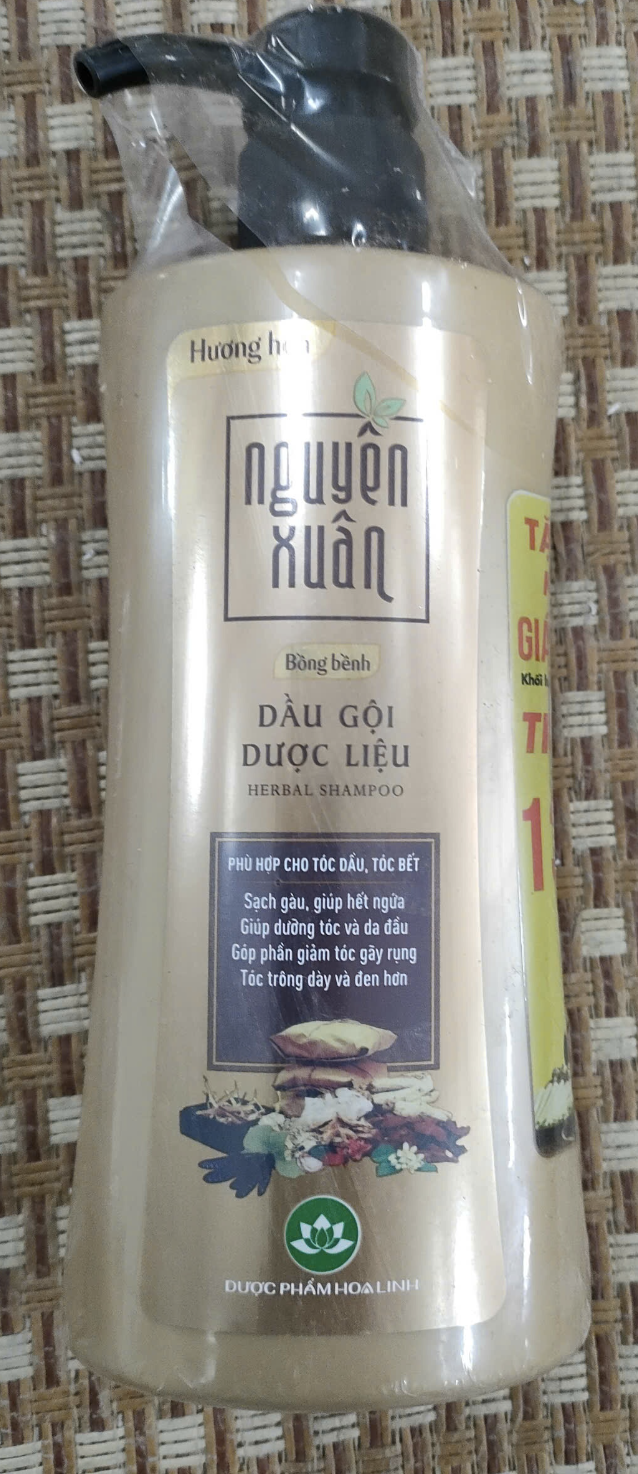 Hương
nguyên
xuân
Bồng bềnh
DẦU GỘI
DƯỢC LIỆU
HERBAL SHAMPOO
PHÙ HỢP CHO TÓC DẦU, TÓC BẾT
Sạch gàu, giúp hết ngứa
Giúp dưỡng tóc và da đầu
Góp phần giảm tóc gãy rụng
Tóc trông dày và đen hơn
DƯỢC PHẨM HOA LINH
Khối